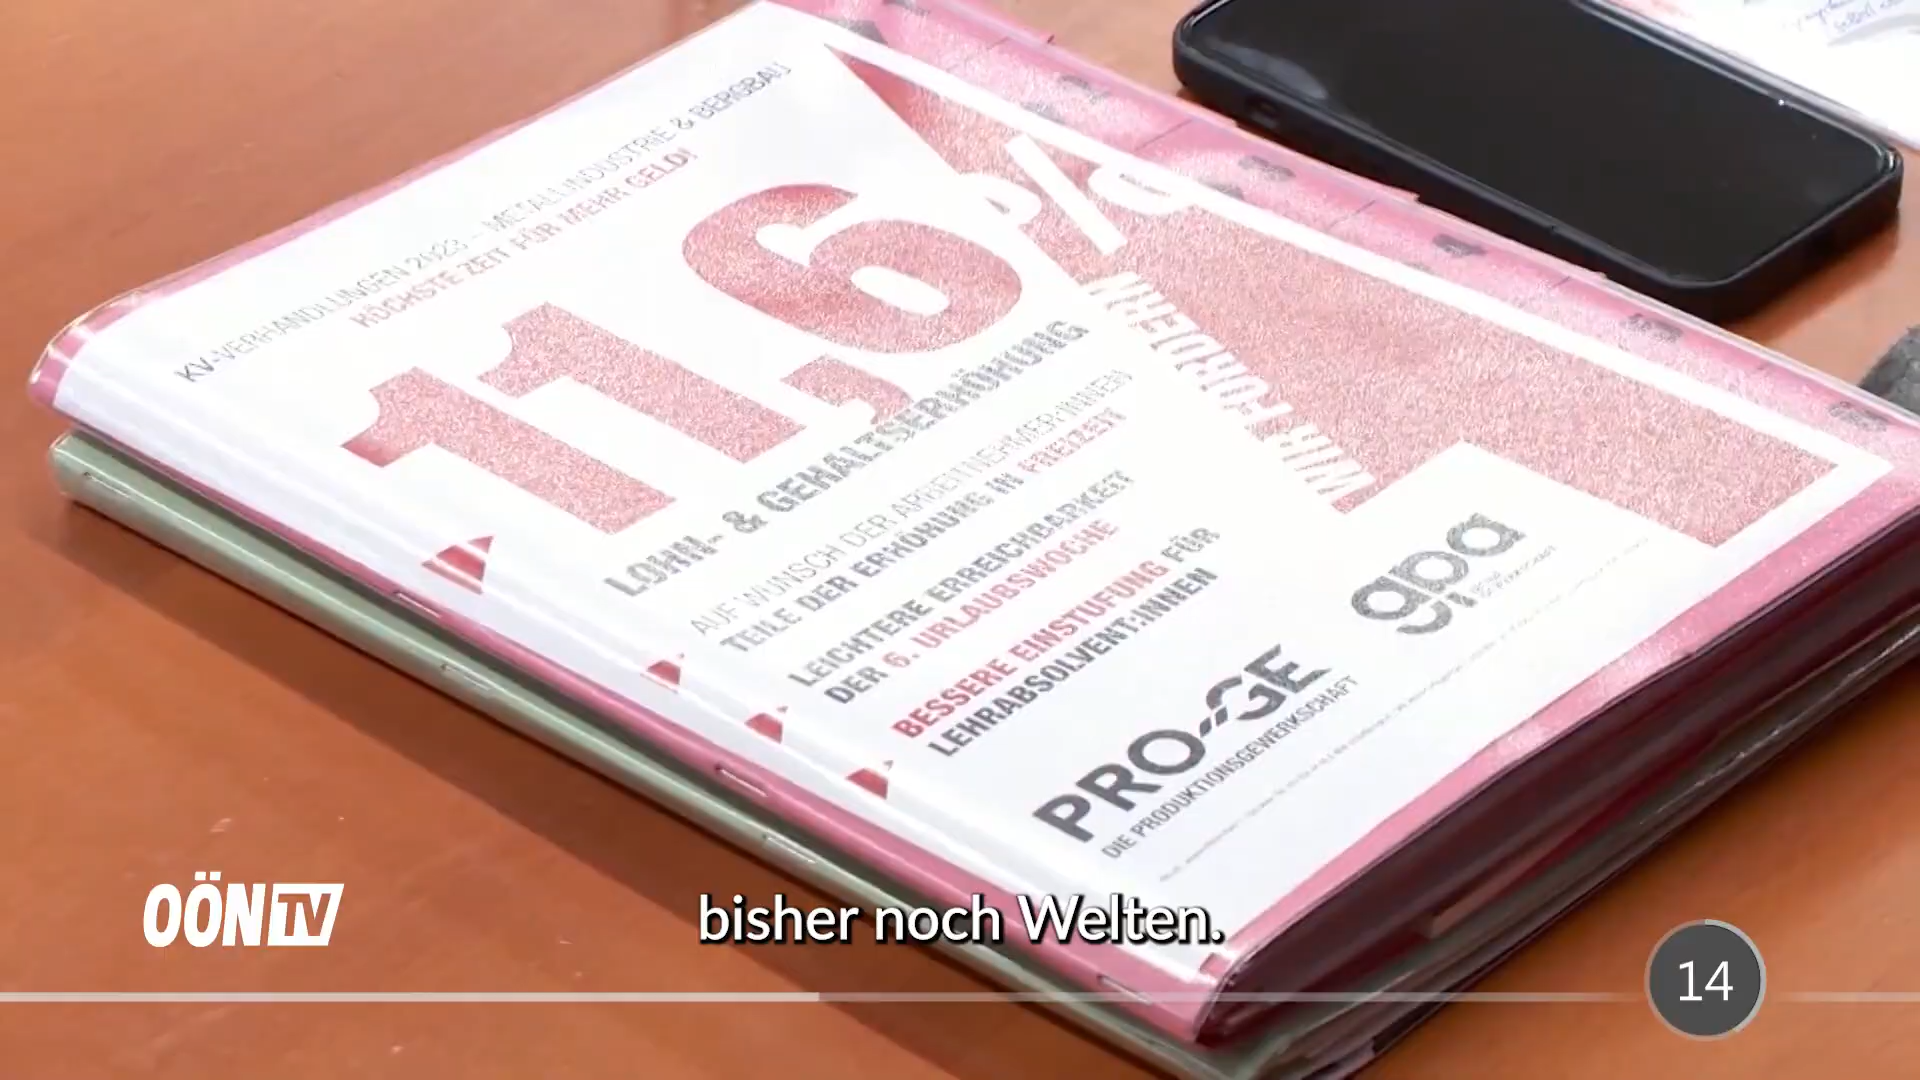 KV-VERHANDLUNGEN 2023 – METALLINDUSTRIE & BERGBAU
HÖCHSTE ZEIT FÜR MEHR GELD!
11,6%
WIR FORDERN
LOHN- & GEHALTSERHÖHUNG
AUF WUNSCH DER ARBEITNEHMER:INNEN
TEILE DER ERHÖHUNG IN FREIZEIT
LEICHTERE ERREICHBARKEIT
DER 6. URLAUBSWOCHE
BESSERE EINSTUFUNG FÜR
LEHRABSOLVENT:INNEN
gpa
PRO-GE
DIE PRODUKTIONSGEWERKSCHAFT
OÖN TV
bisher noch Welten.
14